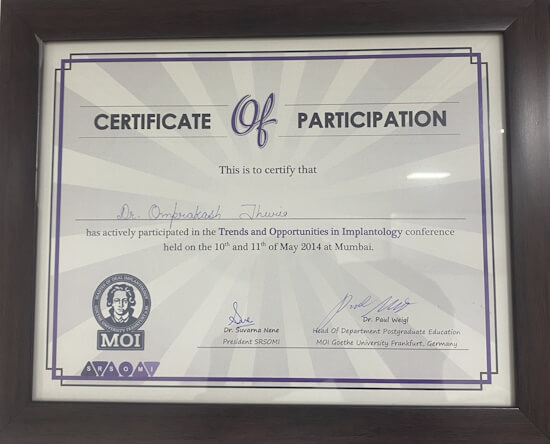 CERTIFICATE Of PARTICIPATION
This is to certify that
Dr. Omprakash
has actively participated in the Trends and Opportunities in Implantology conference
held on the 10th and 11th of May 2014 at Mumbai.
MOI
SRSOMI
Dr. Suvarna Nene
President SRSOMI
Dr. Paul Weigl
Head Of Department Postgraduate Education
MOI Goethe University Frankfurt, Germany